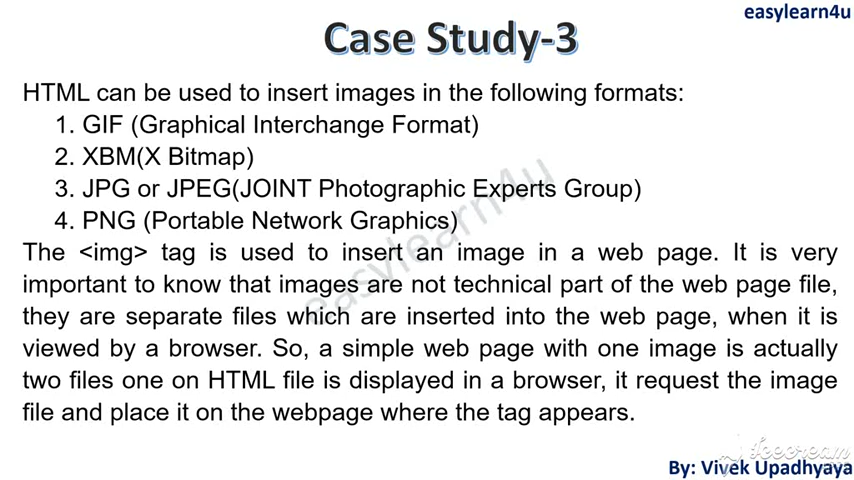 easylearn4u
Case Study-3
HTML can be used to insert images in the following formats:
1. GIF (Graphical Interchange Format)
2. XBM(X Bitmap)
3. JPG or JPEG(JOINT Photographic Experts Group)
4. PNG (Portable Network Graphics)
The <img> tag is used to insert an image in a web page. It is very
important to know that images are not technical part of the web page file,
they are separate files which are inserted into the web page, when it is
viewed by a browser. So, a simple web page with one image is actually
two files one on HTML file is displayed in a browser, it request the image
file and place it on the webpage where the tag appears.
easylearn4u
Icecream
By: Vivek Upadhyaya